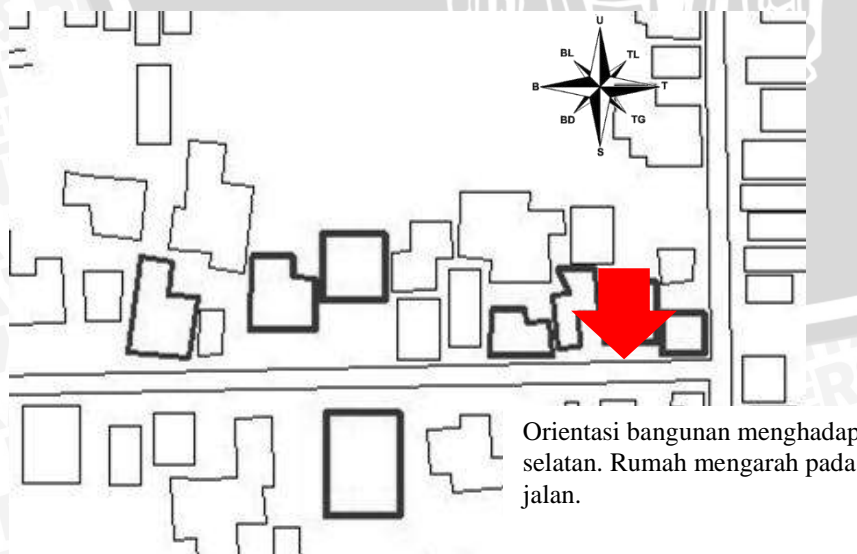 U
BL TL
B T
BD TG
S
Orientasi bangunan menghadap
selatan. Rumah mengarah pada
jalan.